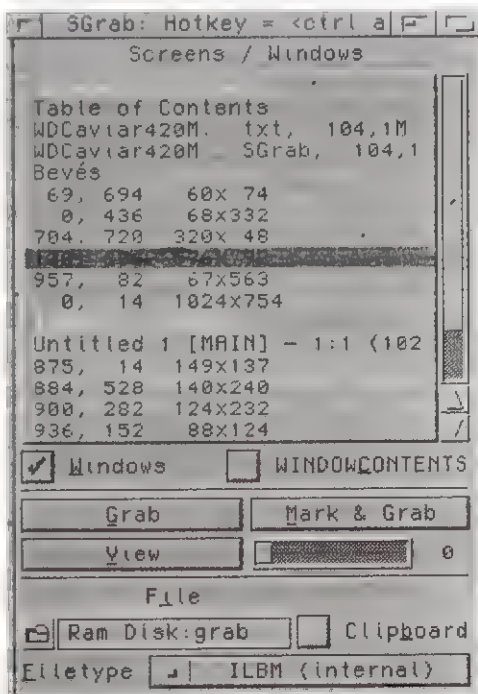 SGrab: Hotkey = <ctrl a
Screens / Windows
Table of Contents
WDCaviar420M. txt, 104,1M
WDCaviar420M _ SGrab, 104,1
Bevés
69, 694 60x 74
0, 436 68x332
704. 720 320x 48
957, 82 67x563
0, 14 1024x754
Untitled 1 [MAIN] - 1:1 (102
875, 14 149x137
884, 528 140x240
900, 282 124x232
936, 152 88x124
Windows
WINDOWCONTENTS
Grab
Mark & Grab
View
0
File
Ram Disk:grab
Clipboard
Filetype
ILBM (internal)